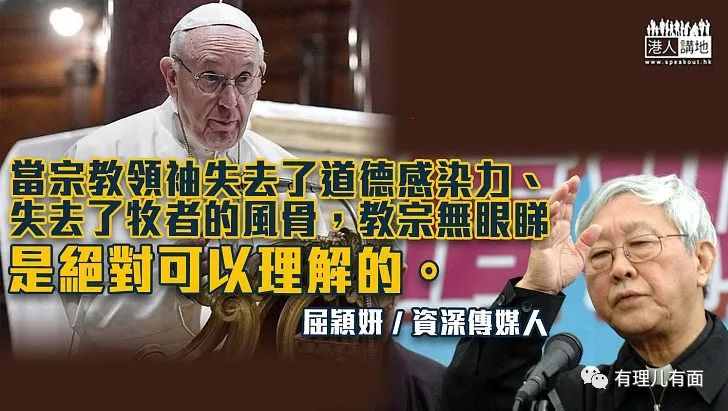 港人講地
www.speakout.hk
當宗教領袖失去了道德感染力、
失去了牧者的風骨，教宗無眼睇
是絕對可以理解的。
屈穎妍/資深傳媒人
有理儿有面